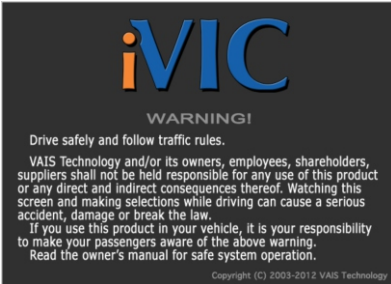 iVIC
WARNING!
Drive safely and follow traffic rules.
VAIS Technology and/or its owners, employees, shareholders,
suppliers shall not be held responsible for any use of this product
or any direct and indirect consequences thereof. Watching this
screen and making selections while driving can cause a serious
accident, damage or break the law.
If you use this product in your vehicle, it is your responsibility
to make your passengers aware of the above warning.
Read the owner's manual for safe system operation.
Copyright (C) 2003-2012 VAIS Technology